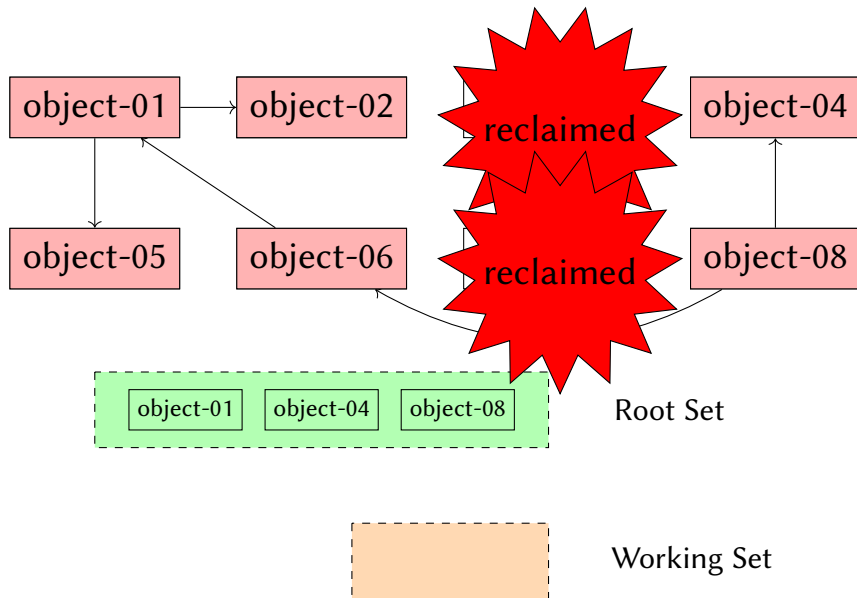 object-01
object-02
reclaimed
object-04
object-05
object-06
reclaimed
object-08
object-01
object-04
object-08
Root Set
Working Set